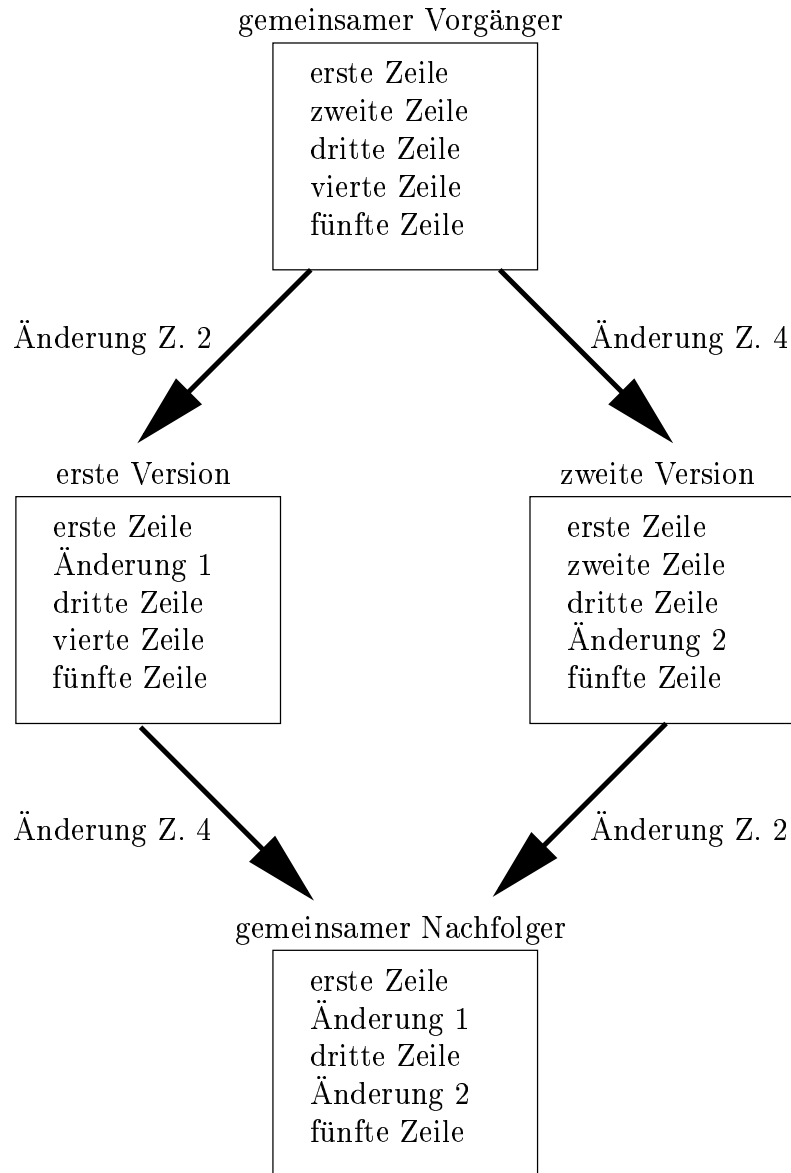 gemeinsamer Vorgänger
erste Zeile
zweite Zeile
dritte Zeile
vierte Zeile
fünfte Zeile
Änderung Z. 2
Änderung Z. 4
erste Version
erste Zeile
Änderung 1
dritte Zeile
vierte Zeile
fünfte Zeile
zweite Version
erste Zeile
zweite Zeile
dritte Zeile
Änderung 2
fünfte Zeile
Änderung Z. 4
Änderung Z. 2
gemeinsamer Nachfolger
erste Zeile
Änderung 1
dritte Zeile
Änderung 2
fünfte Zeile